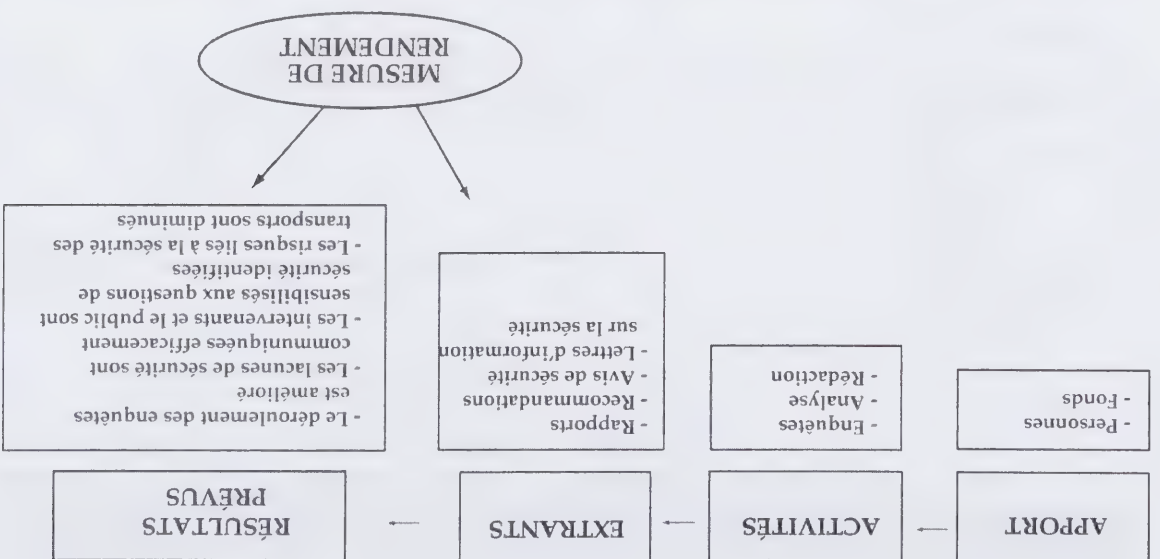 APPORT
ACTIVITÉS
EXTRANTS
RÉSULTATS
PRÉVUS
- Personnes
- Fonds
- Enquêtes
- Analyse
- Rédaction
- Rapports
- Recommandations
- Avis de sécurité
- Lettres d'information
sur la sécurité
- Le déroulement des enquêtes
est amélioré
- Les lacunes de sécurité sont
communiquées efficacement
- Les intervenants et le public sont
sensibilisés aux questions de
sécurité identifiées
- Les risques liés à la sécurité des
transports sont diminués
MESURE DE
RENDEMENT